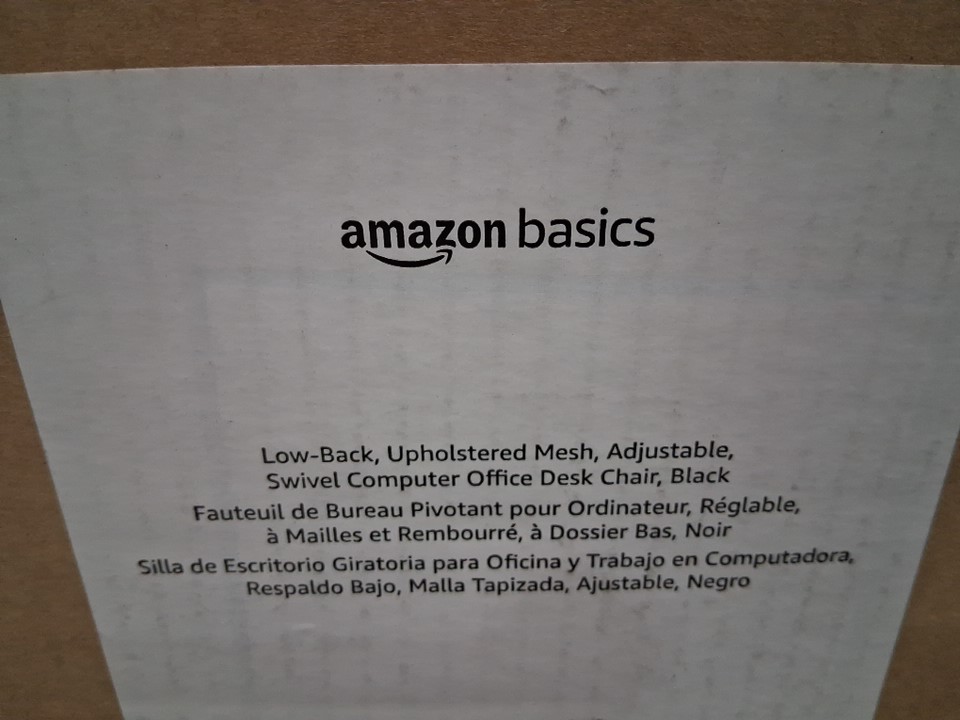 amazon basics
Low-Back, Upholstered Mesh, Adjustable,
Swivel Computer Office Desk Chair, Black
Fauteuil de Bureau Pivotant pour Ordinateur, Réglable,
à Mailles et Rembourré, à Dossier Bas, Noir
Silla de Escritorio Giratoria para Oficina y Trabajo en Computadora,
Respaldo Bajo, Malla Tapizada, Ajustable, Negro